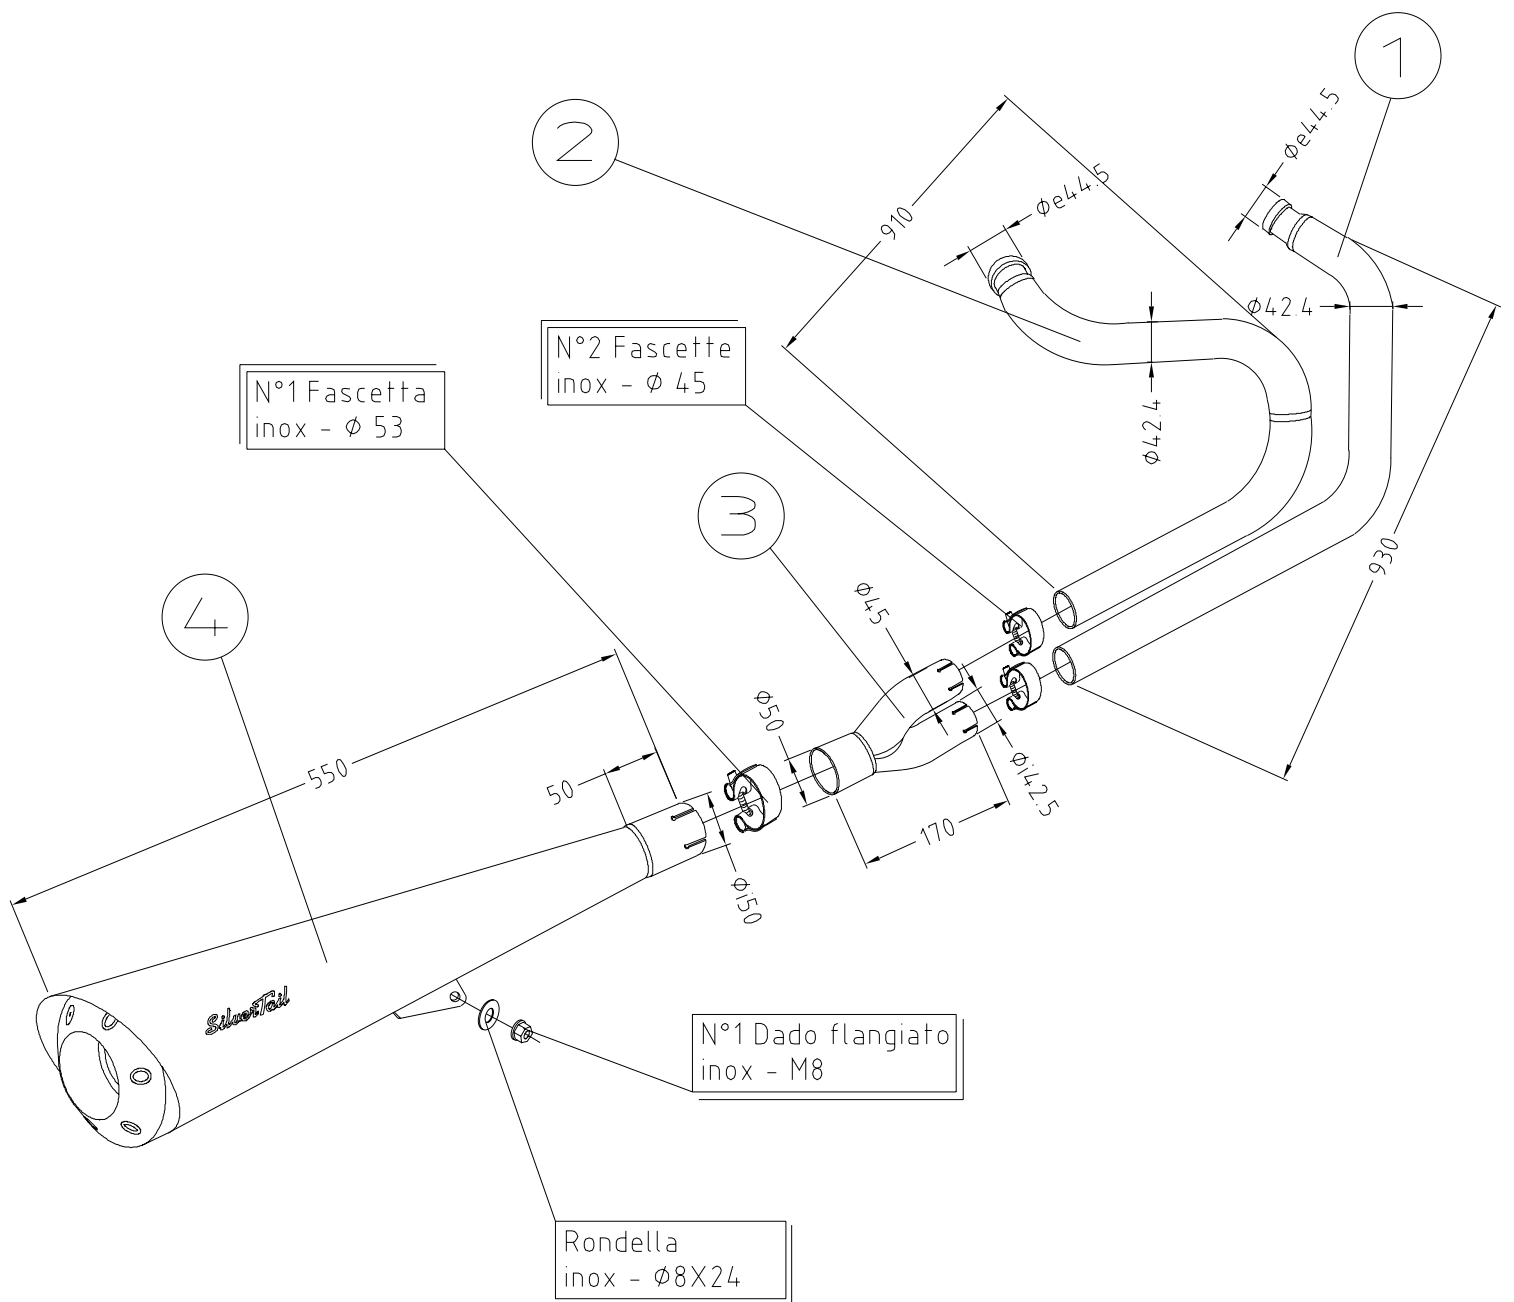 1
Φe44.5
2
Φe44.5
910
Φ42.4
N°2 Fascette
inox - Φ 45
N°1 Fascetta
inox - Φ 53
Φ42.4
3
930
4
Φ45
Φ50
550
50
Φi42.5
170
Φi50
SilverTail
N°1 Dado flangiato
inox - M8
Rondella
inox - Φ8X24